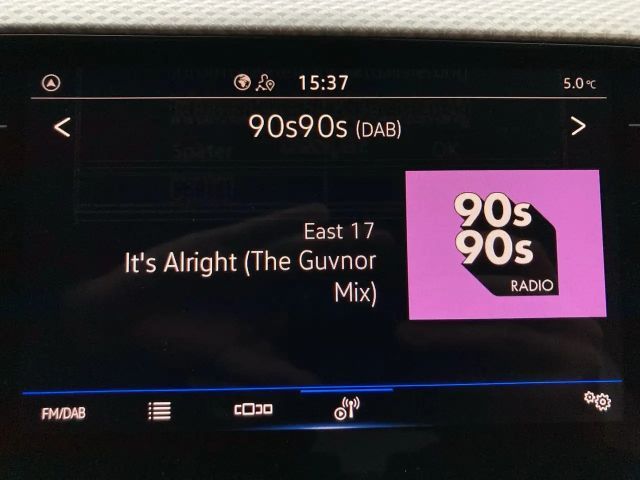 15:37
5.0 °C
90s90s (DAB)
East 17
It's Alright (The Guvnor
Mix)
90s
90s
RADIO
FM/DAB